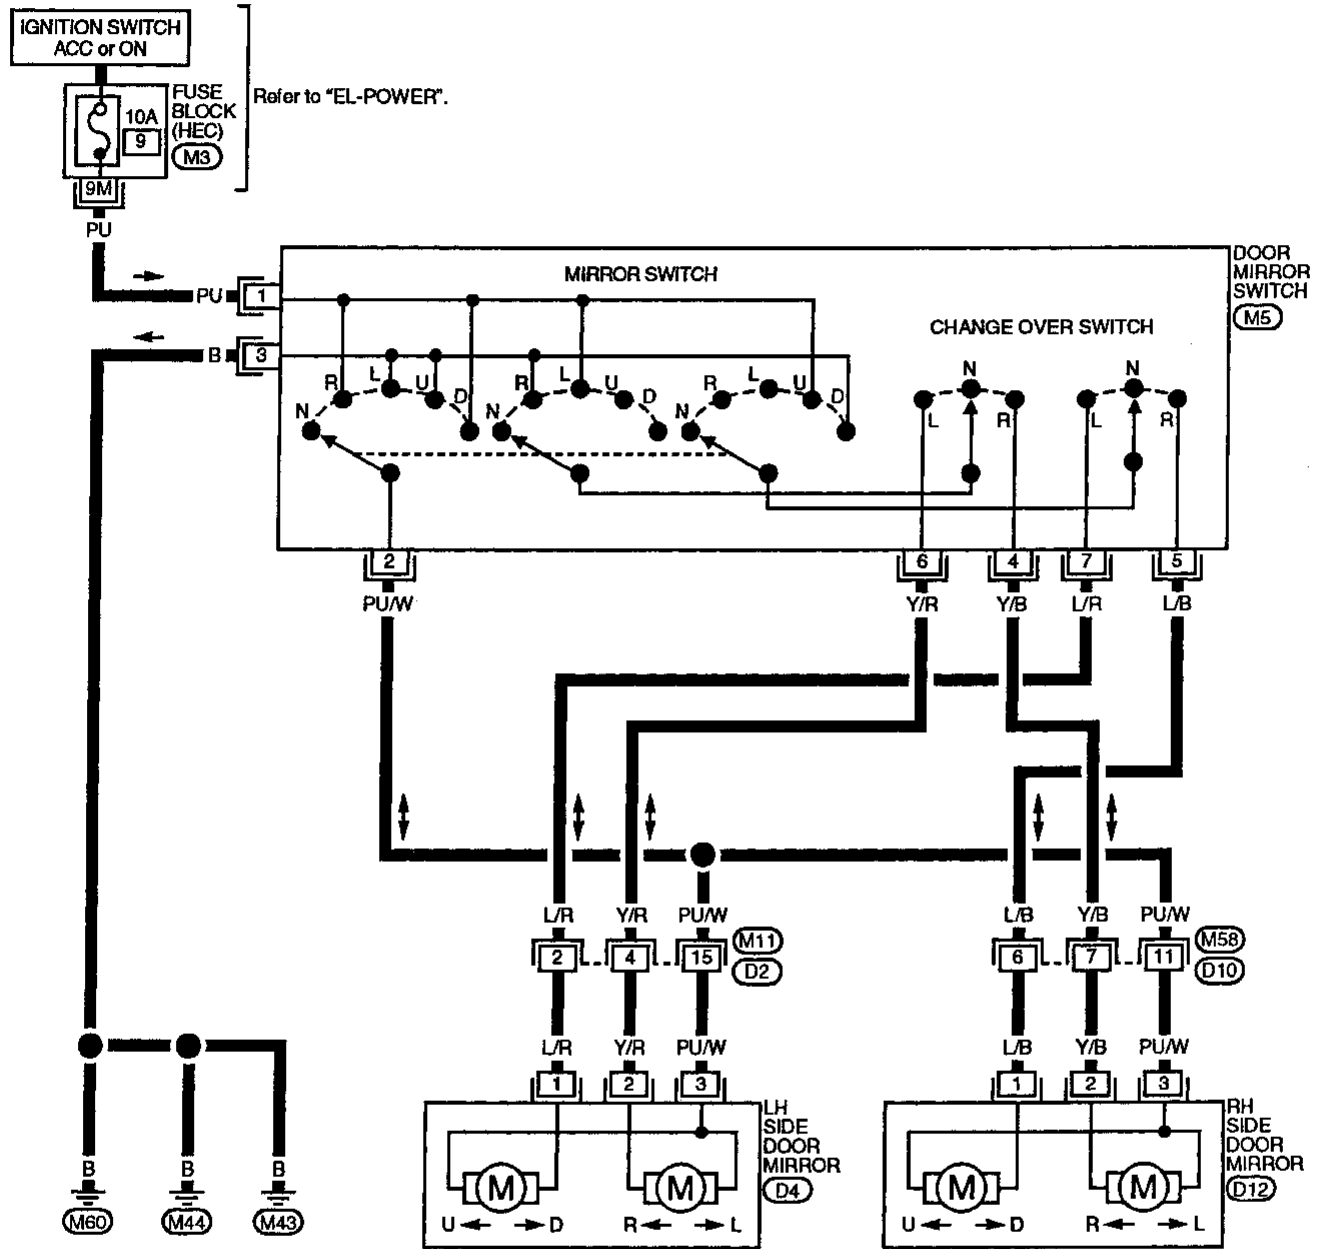 IGNITION SWITCH
ACC or ON
FUSE
BLOCK
(HEC)
M3
10A
9
Refer to "EL-POWER".
9M
PU
PU
1
B
3
MIRROR SWITCH
CHANGE OVER SWITCH
DOOR
MIRROR
SWITCH
M5
N R L U D
N R L U D
N R L U D
L N R
L N R
2
6
4
7
5
PU/W
Y/R
Y/B
L/R
L/B
L/R
Y/R
PU/W
L/B
Y/B
PU/W
2
4
15
M11
D2
6
7
11
M58
D10
L/R
Y/R
PU/W
L/B
Y/B
PU/W
1
2
3
1
2
3
LH
SIDE
DOOR
MIRROR
D4
M
M
U
D
R
L
RH
SIDE
DOOR
MIRROR
D12
M
M
U
D
R
L
B
B
B
M60
M44
M43